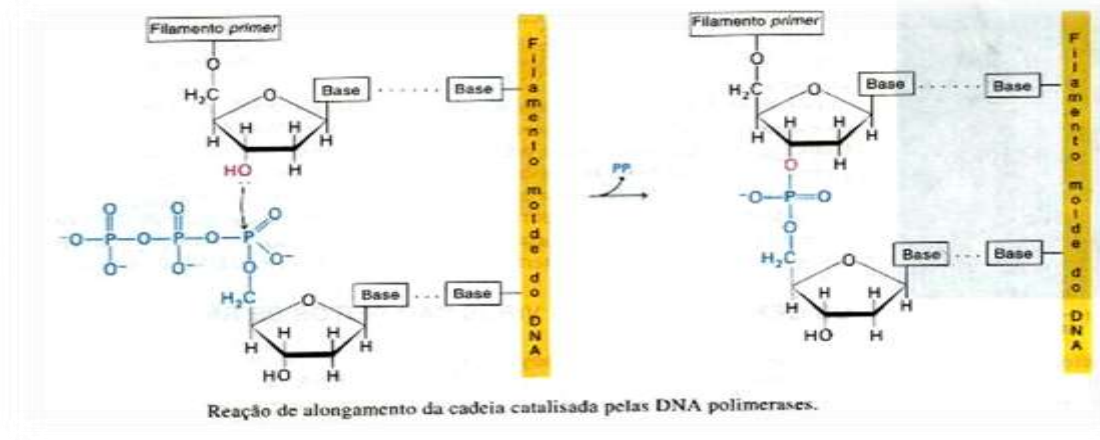 Filamento primer
O
H₂C
O
Base
Base
H
H
H
H
HO
H
O
O
O
⁻O—P—O—P—O—P
O⁻
O⁻
O⁻
O
H₂C
O
Base
Base
H
H
H
H
HO
H
Filamento molde do DNA
PPᵢ
Filamento primer
O
H₂C
O
Base
Base
H
H
H
H
O
H
⁻O—P=O
O
H₂C
O
Base
Base
H
H
H
H
HO
H
Filamento molde do DNA
Reação de alongamento da cadeia catalisada pelas DNA polimerases.